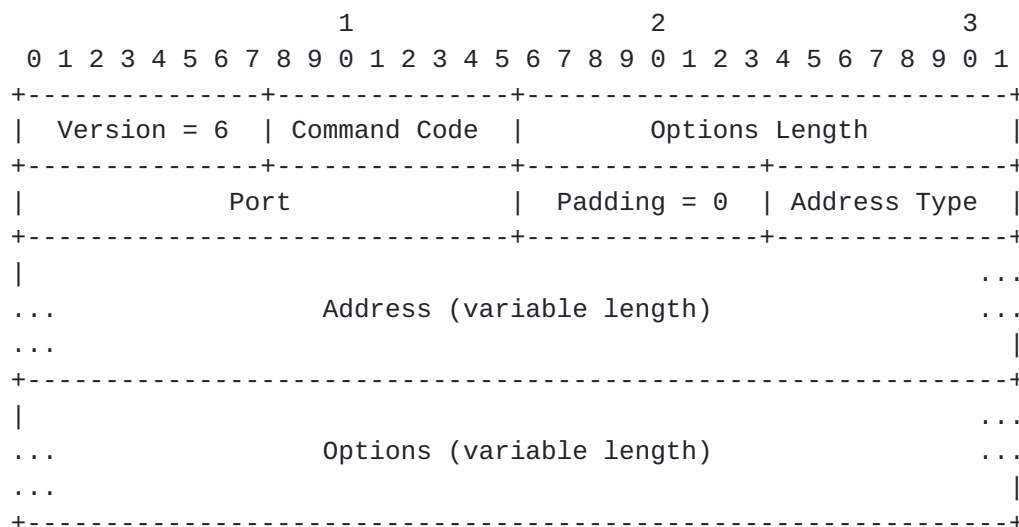 1                   2                   3
 0 1 2 3 4 5 6 7 8 9 0 1 2 3 4 5 6 7 8 9 0 1 2 3 4 5 6 7 8 9 0 1
+---------------+---------------+-------------------------------+
|  Version = 6  | Command Code  |        Options Length         |
+---------------+---------------+---------------+---------------+
|             Port              |  Padding = 0  | Address Type  |
+-------------------------------+---------------+---------------+
|                                                             ...
...                 Address (variable length)                 ...
...                                                             |
+---------------------------------------------------------------+
|                                                             ...
...                 Options (variable length)                 ...
...                                                             |
+---------------------------------------------------------------+